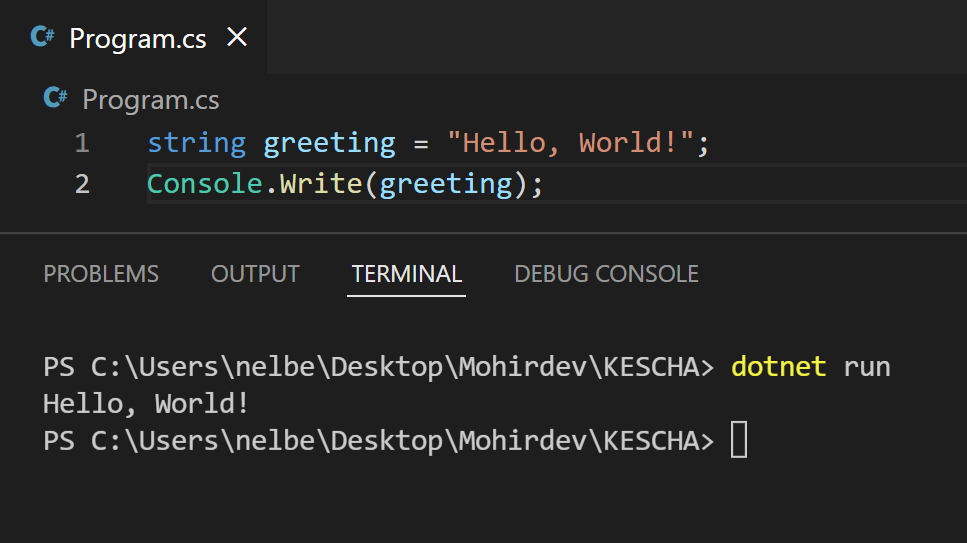 C# Program.cs ×
C# Program.cs
1 string greeting = "Hello, World!";
2 Console.Write(greeting);
PROBLEMS OUTPUT TERMINAL DEBUG CONSOLE
PS C:\Users\nelbe\Desktop\Mohirdev\KESCHA> dotnet run
Hello, World!
PS C:\Users\nelbe\Desktop\Mohirdev\KESCHA>